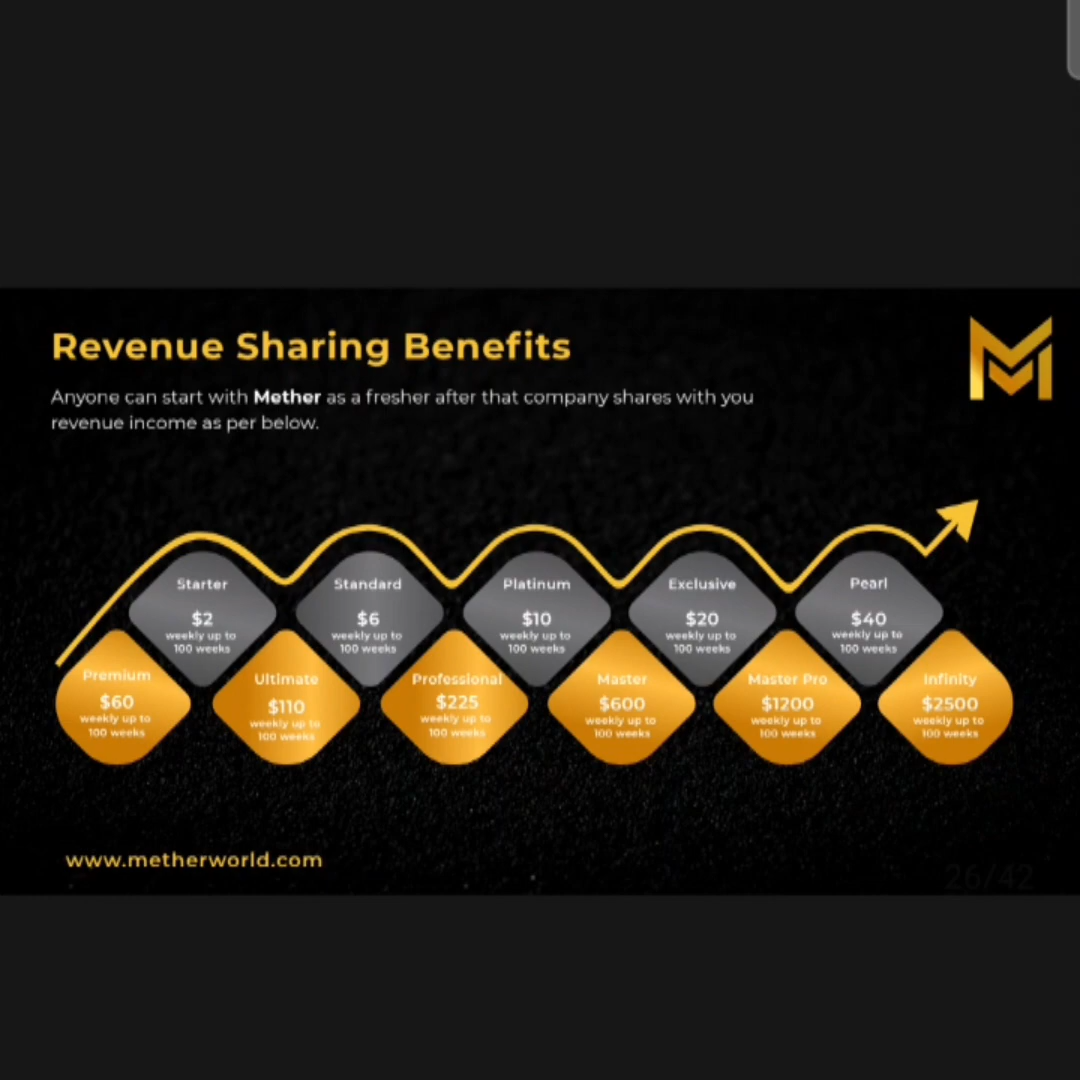 Revenue Sharing Benefits
Anyone can start with Mether as a fresher after that company shares with you
revenue income as per below.
Starter
$2
weekly up to
100 weeks
Standard
$6
weekly up to
100 weeks
Platinum
$10
weekly up to
100 weeks
Exclusive
$20
weekly up to
100 weeks
Pearl
$40
weekly up to
100 weeks
Premium
$60
weekly up to
100 weeks
Ultimate
$110
weekly up to
100 weeks
Professional
$225
weekly up to
100 weeks
Master
$600
weekly up to
100 weeks
Master Pro
$1200
weekly up to
100 weeks
Infinity
$2500
weekly up to
100 weeks
www.metherworld.com
26/42